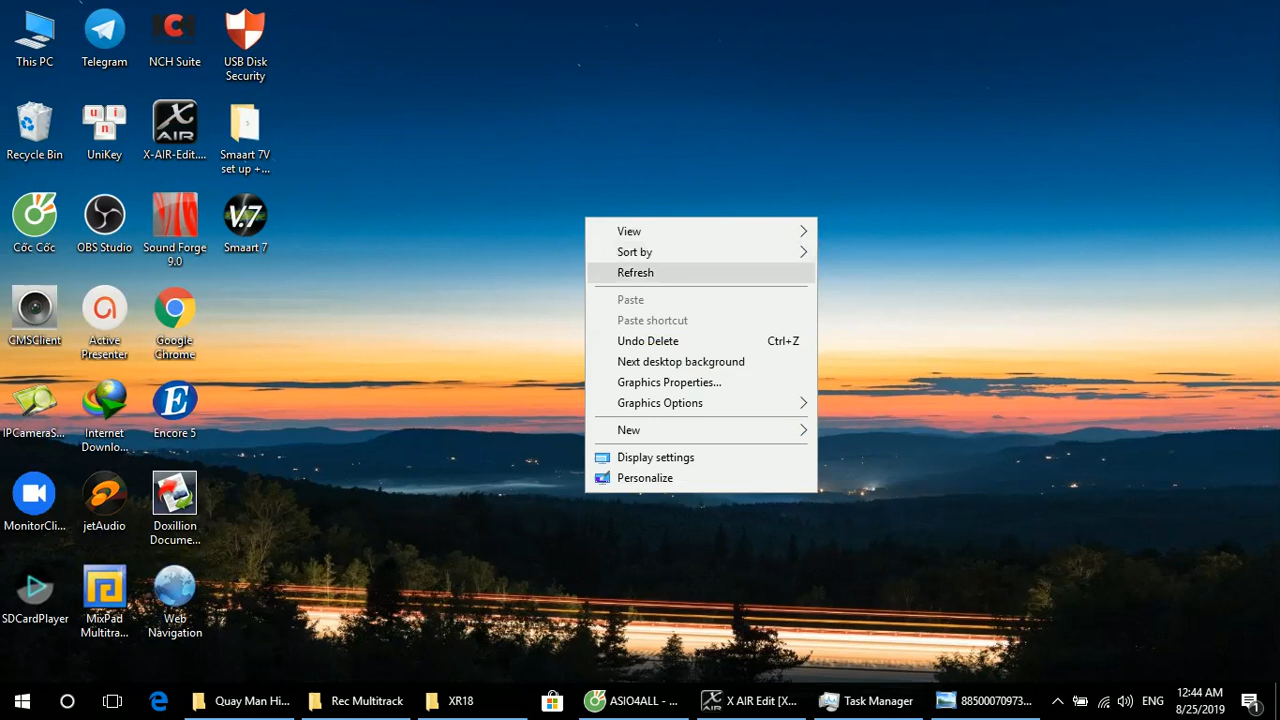 This PC
Telegram
NCH Suite
USB Disk
Security
Recycle Bin
u
i
n
UniKey
X
AIR
X-AIR-Edit....
Smaart 7V
set up +...
Cốc Cốc
OBS Studio
Sound Forge
9.0
V.7
Smaart 7
CMSClient
Active
Presenter
Google
Chrome
IPCameraS...
Internet
Downlo...
E
Encore 5
MonitorCli...
jetAudio
Doxillion
Docume...
SDCardPlayer
MixPad
Multitra...
Web
Navigation
View
Sort by
Refresh
Paste
Paste shortcut
Undo Delete Ctrl+Z
Next desktop background
Graphics Properties...
Graphics Options
New
Display settings
Personalize
Quay Man Hi...
Rec Multitrack
XR18
ASIO4ALL - ...
X AIR Edit [X...
Task Manager
88500070973...
ENG
12:44 AM
8/25/2019
1